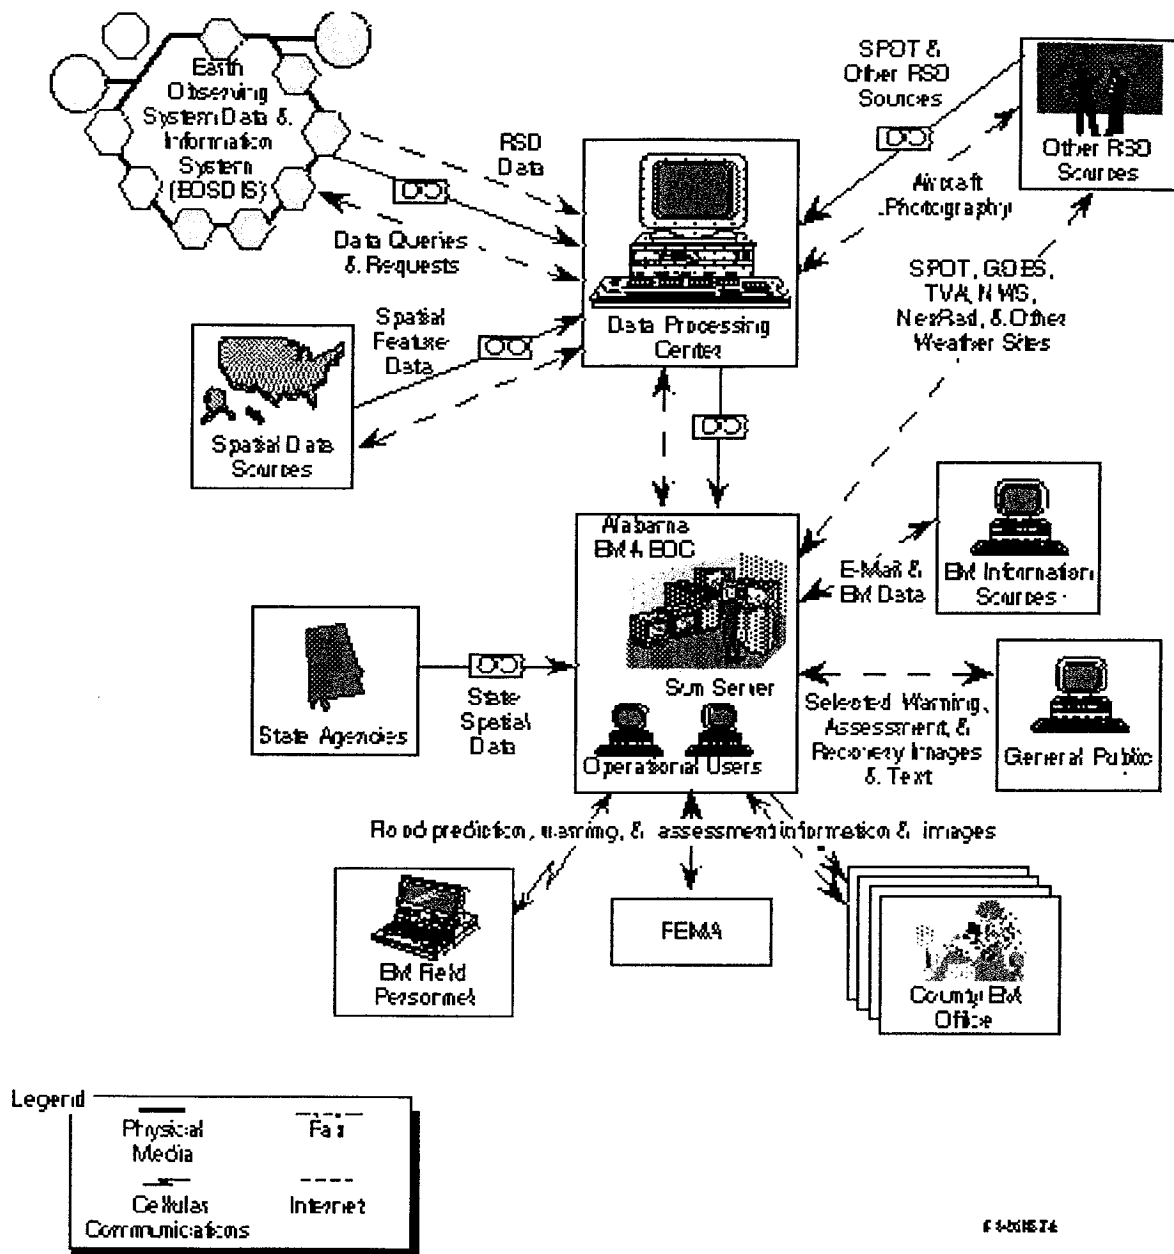 Earth
Observing
System Data &
Information
System
(EOSDIS)
RSD
Data
Data Queries
& Requests
SPOT &
Other RSD
Sources
Other RSD
Sources
Aircraft
Photography
Data Processing
Center
SPOT, GOES,
TVA, NWS,
NexRad, & Other
Weather Sites
Spatial
Feature
Data
Spatial Data
Sources
Alabama
EMA EOC
Sun Server
Operational Users
E-Mail &
EM Data
EM Information
Sources
State Agencies
State
Spatial
Data
Selected Warning,
Assessment, &
Recovery Images
& Text
General Public
Flood prediction, warning, & assessment information & images
EM Field
Personnel
FEMA
County EM
Office
Legend
Physical
Media
Fax
Cellular
Communications
Internet